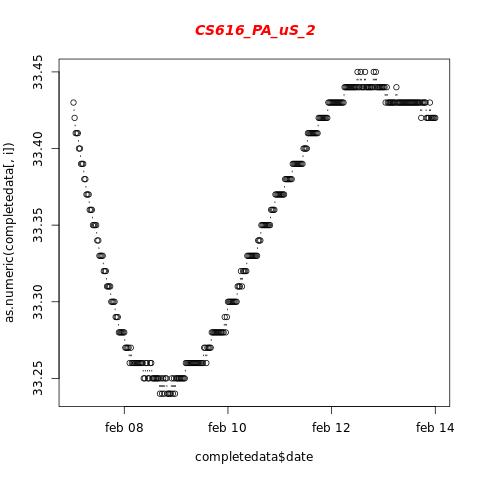 CS616_PA_uS_2
as.numeric(completedata[, i])
33.45
33.40
33.35
33.30
33.25
feb 08
feb 10
feb 12
feb 14
completedata$date